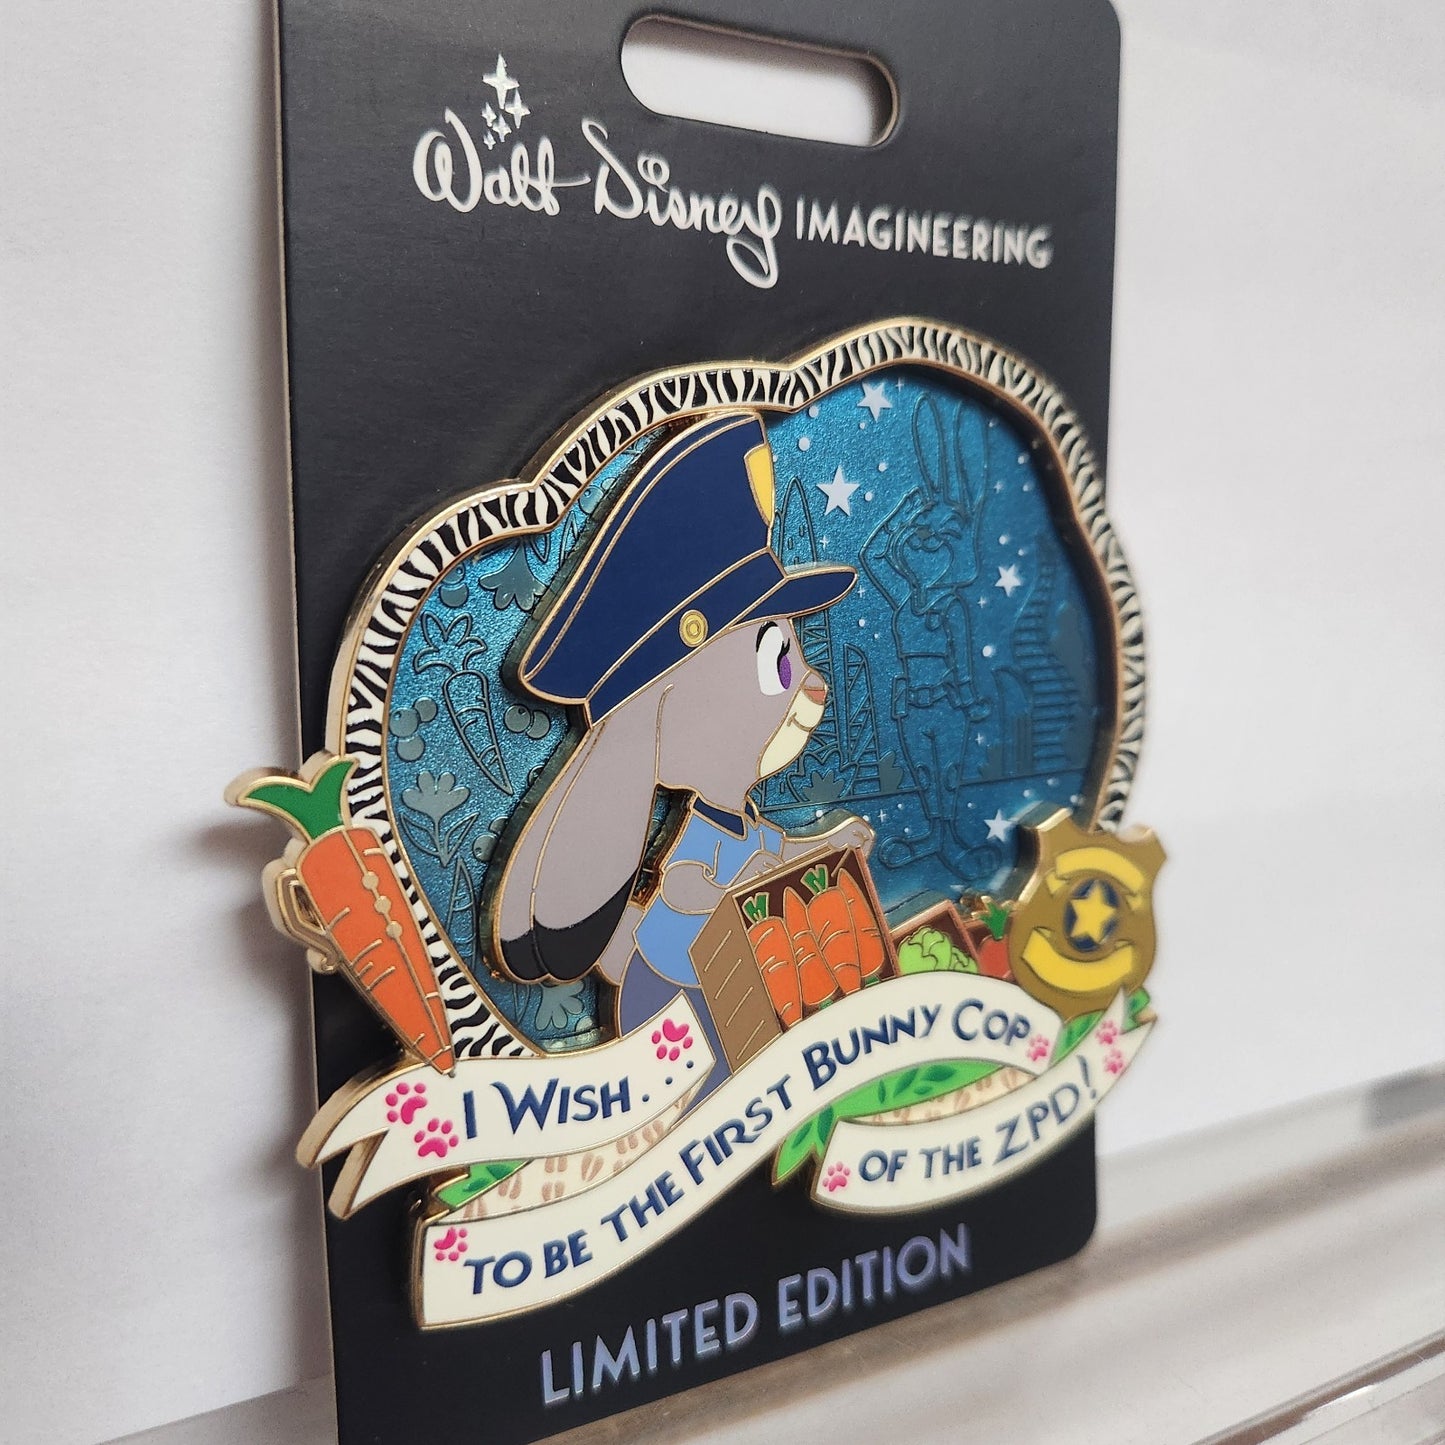 Walt Disney IMAGINEERING
I WISH...
TO BE THE FIRST BUNNY COP
OF THE ZPD!
LIMITED EDITION